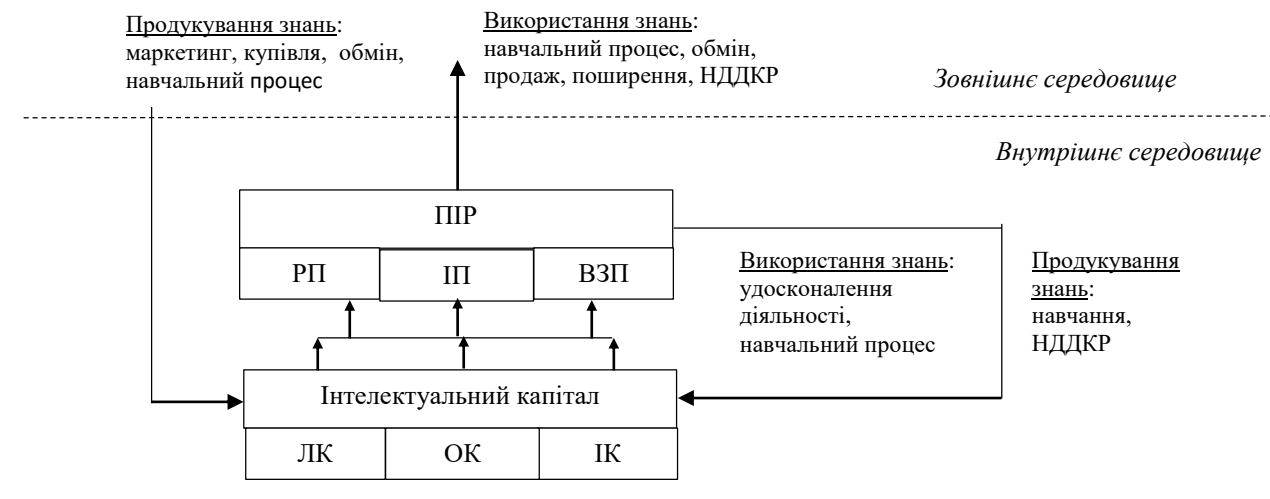 Продукування знань:
маркетинг, купівля, обмін,
навчальний процес
Використання знань:
навчальний процес, обмін,
продаж, поширення, НДДКР
Зовнішнє середовище
Внутрішнє середовище
ПІР
РП
ІП
ВЗП
Використання знань:
удосконалення
діяльності,
навчальний процес
Продукування
знань:
навчання,
НДДКР
Інтелектуальний капітал
ЛК
ОК
ІК